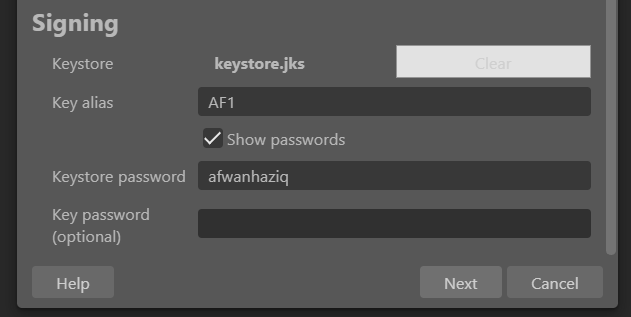 Signing
Keystore keystore.jks Clear
Key alias AF1
Show passwords
Keystore password afwanhaziq
Key password
(optional)
Help Next Cancel